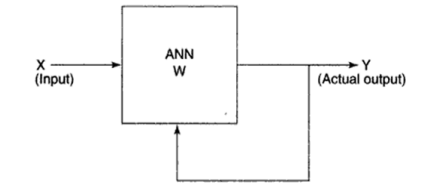 ANN
W
X
(Input)
Y
(Actual output)